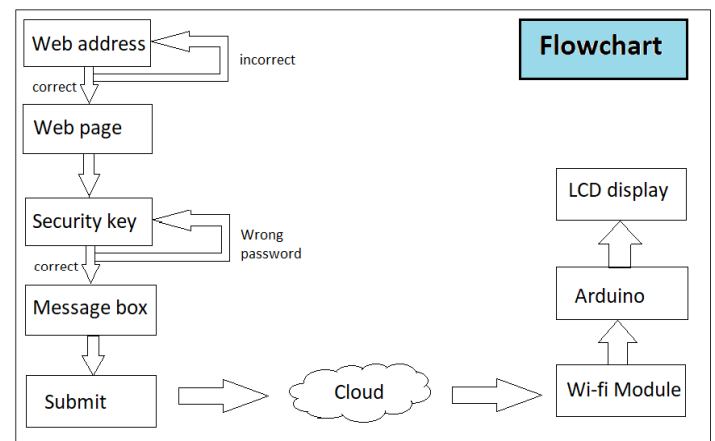 Flowchart
Web address
incorrect
correct
Web page
Security key
Wrong
password
correct
Message box
Submit
Cloud
Wi-fi Module
Arduino
LCD display